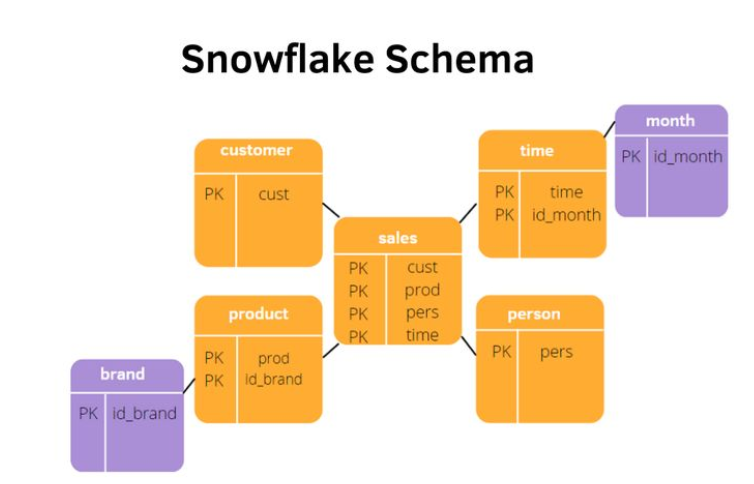 Snowflake Schema
month
PK id_month
customer
PK cust
time
PK time
PK id_month
sales
PK cust
PK prod
PK pers
PK time
product
PK prod
PK Id_brand
person
PK pers
brand
PK id_brand